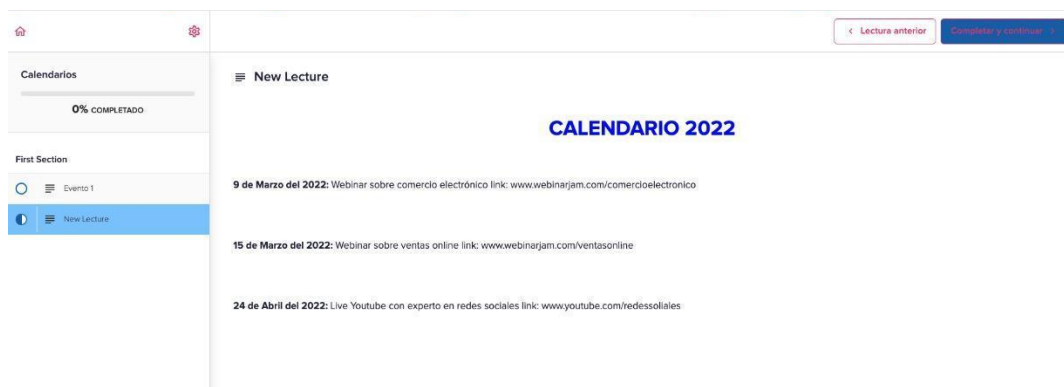 ‹ Lectura anterior
Completar y continuar ›
Calendarios
0% COMPLETADO
First Section
Evento 1
New Lecture
New Lecture
CALENDARIO 2022
9 de Marzo del 2022: Webinar sobre comercio electrónico link: www.webinarjam.com/comercioelectronico
15 de Marzo del 2022: Webinar sobre ventas online link: www.webinarjam.com/ventasonline
24 de Abril del 2022: Live Youtube con experto en redes sociales link: www.youtube.com/redessoliales